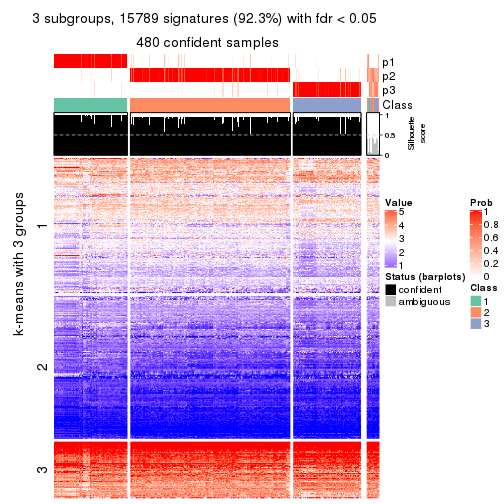 3 subgroups, 15789 signatures (92.3%) with fdr < 0.05
480 confident samples
p1
p2
p3
Class
1
0.5
0
Silhouette
score
k-means with 3 groups
1
2
3
Value
5
4
3
2
1
Status (barplots)
confident
ambiguous
Prob
1
0.8
0.6
0.4
0.2
0
Class
1
2
3